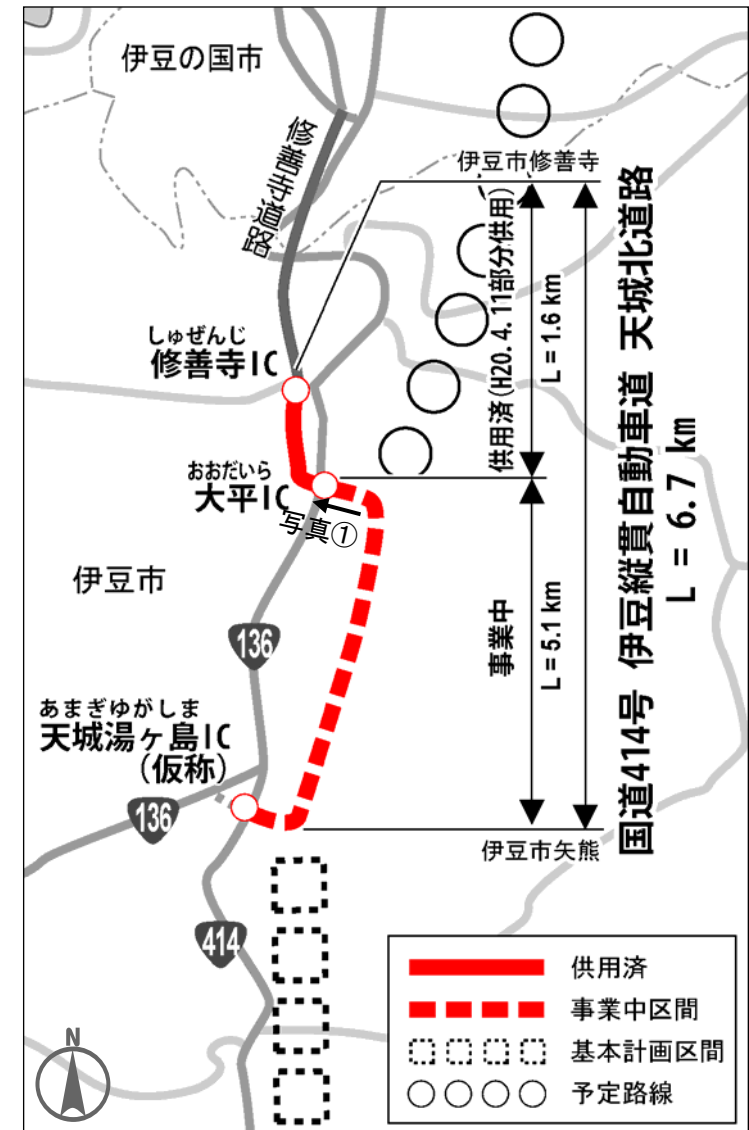 伊豆の国市
修善寺道路
伊豆市修善寺
しゅぜんじ
修善寺IC
供用済(H20.4.11部分供用)
L = 1.6 km
おおだいら
大平IC
写真①
伊豆市
136
事業中
L = 5.1 km
国道414号 伊豆縦貫自動車道 天城北道路
L = 6.7 km
あまぎゆがしま
天城湯ヶ島IC
(仮称)
136
伊豆市矢熊
414
供用済
事業中区間
基本計画区間
予定路線
N